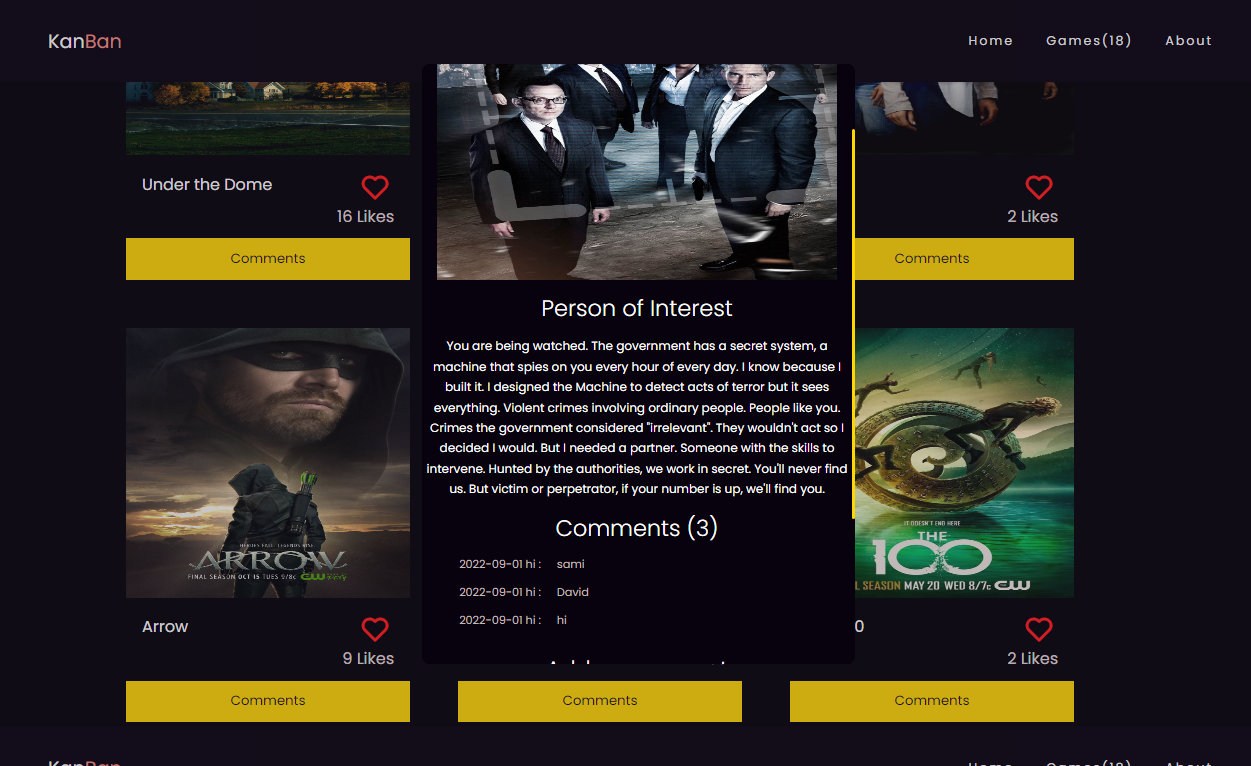 KanBan
Home Games(18) About
Under the Dome
16 Likes
2 Likes
Comments
Comments
Person of Interest
You are being watched. The government has a secret system, a
machine that spies on you every hour of every day. I know because I
built it. I designed the Machine to detect acts of terror but it sees
everything. Violent crimes involving ordinary people. People like you.
Crimes the government considered "irrelevant". They wouldn't act so I
decided I would. But I needed a partner. Someone with the skills to
intervene. Hunted by the authorities, we work in secret. You'll never find
us. But victim or perpetrator, if your number is up, we'll find you.
Comments (3)
2022-09-01 hi : sami
2022-09-01 hi : David
2022-09-01 hi : hi
HEROES FALL. LEGENDS RISE.
ARROW
FINAL SEASON OCT 15 TUES 9/8c CW
IT DOESN'T END HERE
THE
100
L SEASON MAY 20 WED 8/7c CW
Arrow
9 Likes
0
2 Likes
Comments
Comments
Comments
KanBan
Home Games(18) About